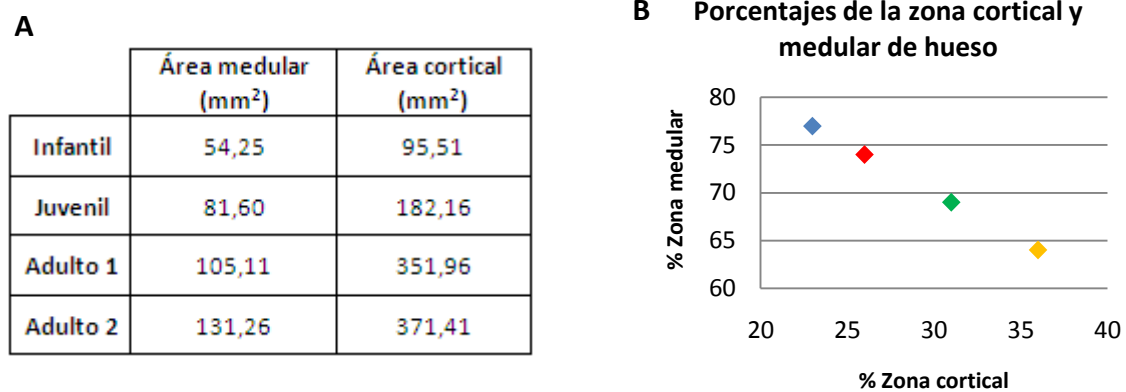 A
Área medular
(mm²)
Área cortical
(mm²)
Infantil 54,25 95,51
Juvenil 81,60 182,16
Adulto 1 105,11 351,96
Adulto 2 131,26 371,41
B
Porcentajes de la zona cortical y
medular de hueso
% Zona medular
80
75
70
65
60
20 25 30 35 40
% Zona cortical